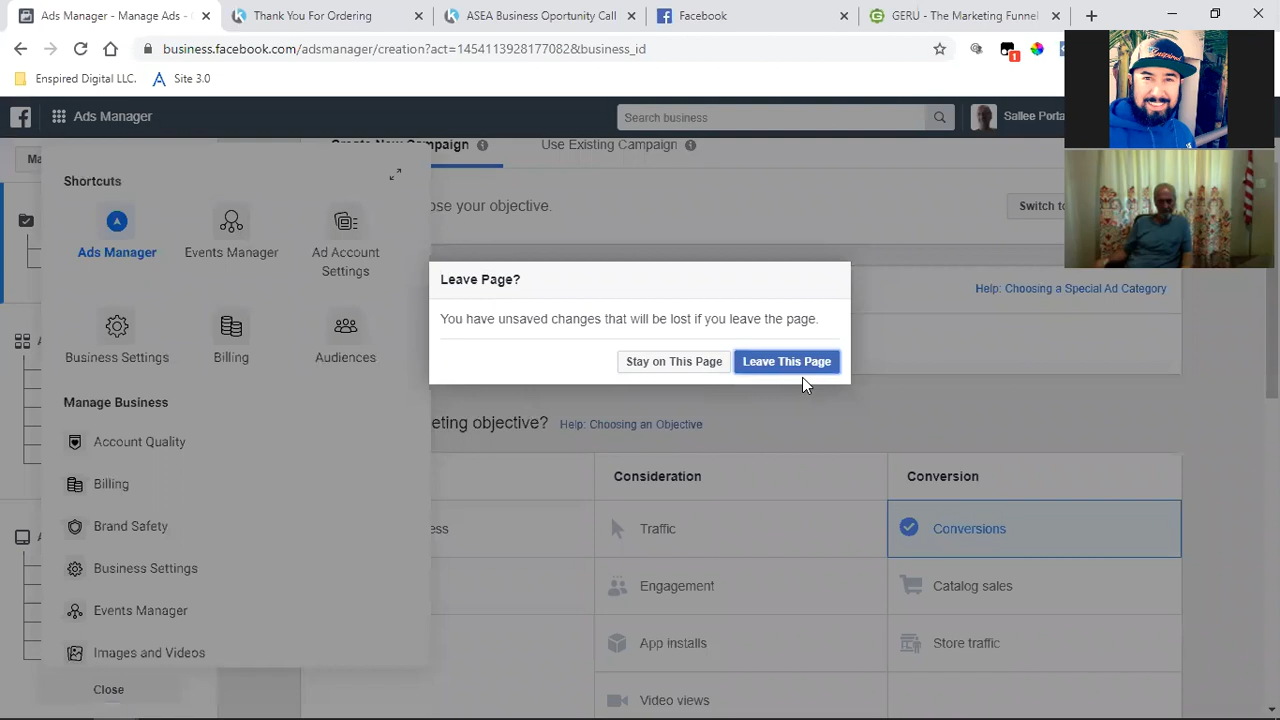 Ads Manager - Manage Ads - C
Thank You For Ordering
ASEA Business Oportunity Call
Facebook
GERU - The Marketing Funnel
business.facebook.com/adsmanager/creation?act=1454113928177082&business_id
1
Enspired Digital LLC.
Site 3.0
Ads Manager
Search business
Sallee Porta
Ma
Create New Campaign
Use Existing Campaign
Shortcuts
ose your objective.
Switch to
Ads Manager
Events Manager
Ad Account Settings
Leave Page?
Help: Choosing a Special Ad Category
You have unsaved changes that will be lost if you leave the page.
Business Settings
Billing
Audiences
Stay on This Page
Leave This Page
Manage Business
eting objective?
Help: Choosing an Objective
Account Quality
Consideration
Conversion
Billing
Brand Safety
ess
Traffic
Conversions
Business Settings
Engagement
Catalog sales
Events Manager
App installs
Store traffic
Images and Videos
Close
Video views